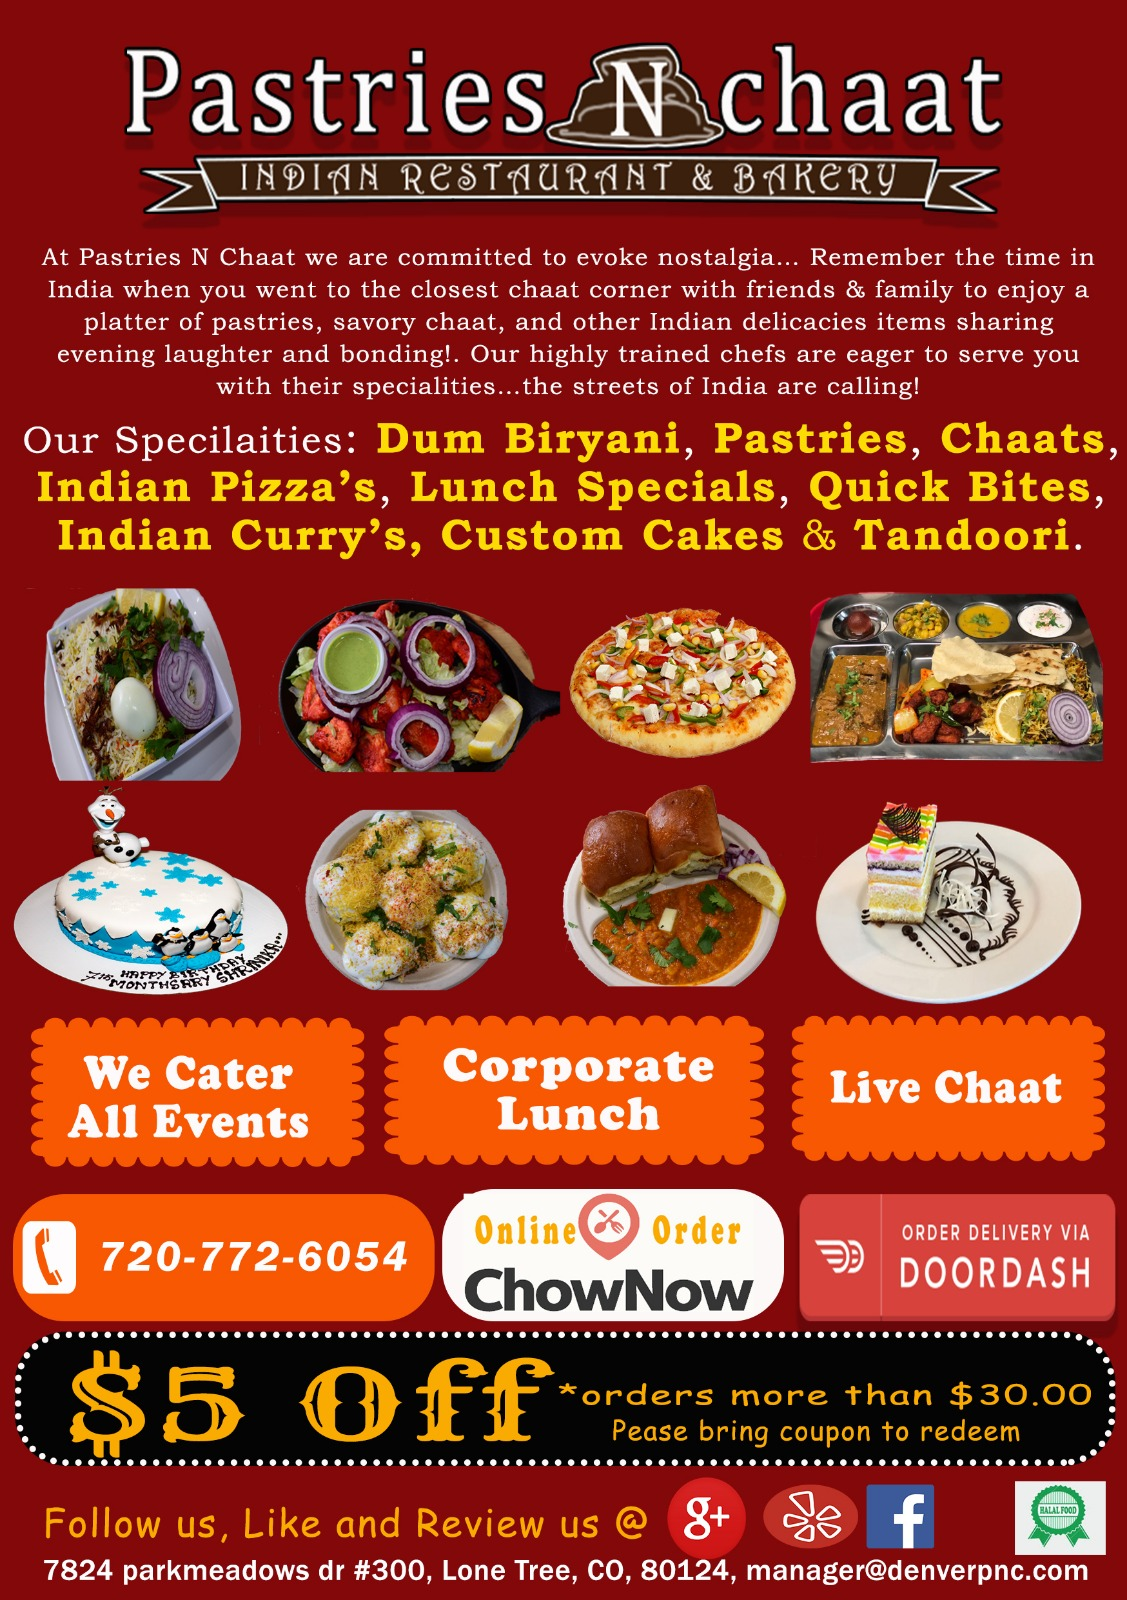 Pastries N chaat
INDIAN RESTAURANT & BAKERY
At Pastries N Chaat we are committed to evoke nostalgia... Remember the time in
India when you went to the closest chaat corner with friends & family to enjoy a
platter of pastries, savory chaat, and other Indian delicacies items sharing
evening laughter and bonding!. Our highly trained chefs are eager to serve you
with their specialities...the streets of India are calling!
Our Specilaities: Dum Biryani, Pastries, Chaats,
Indian Pizza's, Lunch Specials, Quick Bites,
Indian Curry's, Custom Cakes & Tandoori.
HAPPY BIRTHDAY
MONTHSARY SHRINIKA...
We Cater
All Events
Corporate
Lunch
Live Chaat
720-772-6054
Online Order
ChowNow
ORDER DELIVERY VIA
DOORDASH
$5 Off
*orders more than $30.00
Pease bring coupon to redeem
Follow us, Like and Review us @
g+
f
HALAL FOOD
7824 parkmeadows dr #300, Lone Tree, CO, 80124, manager@denverpnc.com